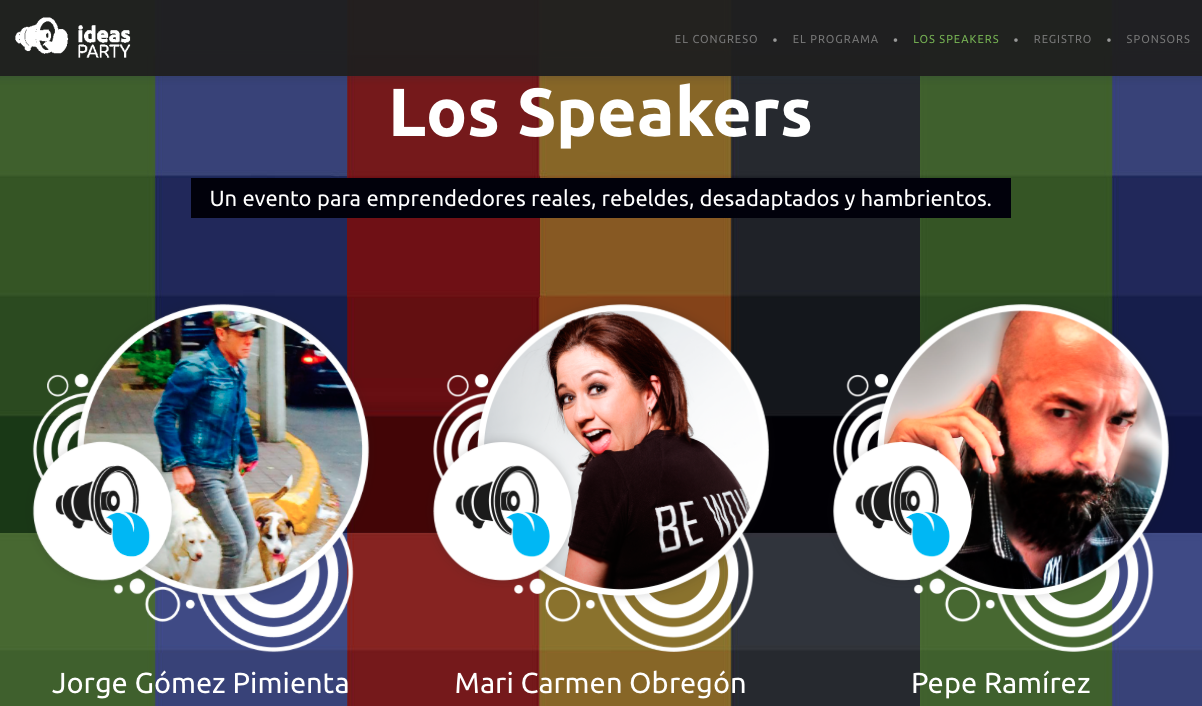 ideas
PARTY
EL CONGRESO • EL PROGRAMA • LOS SPEAKERS • REGISTRO • SPONSORS
Los Speakers
Un evento para emprendedores reales, rebeldes, desadaptados y hambrientos.
BE
Jorge Gómez Pimienta
Mari Carmen Obregón
Pepe Ramírez